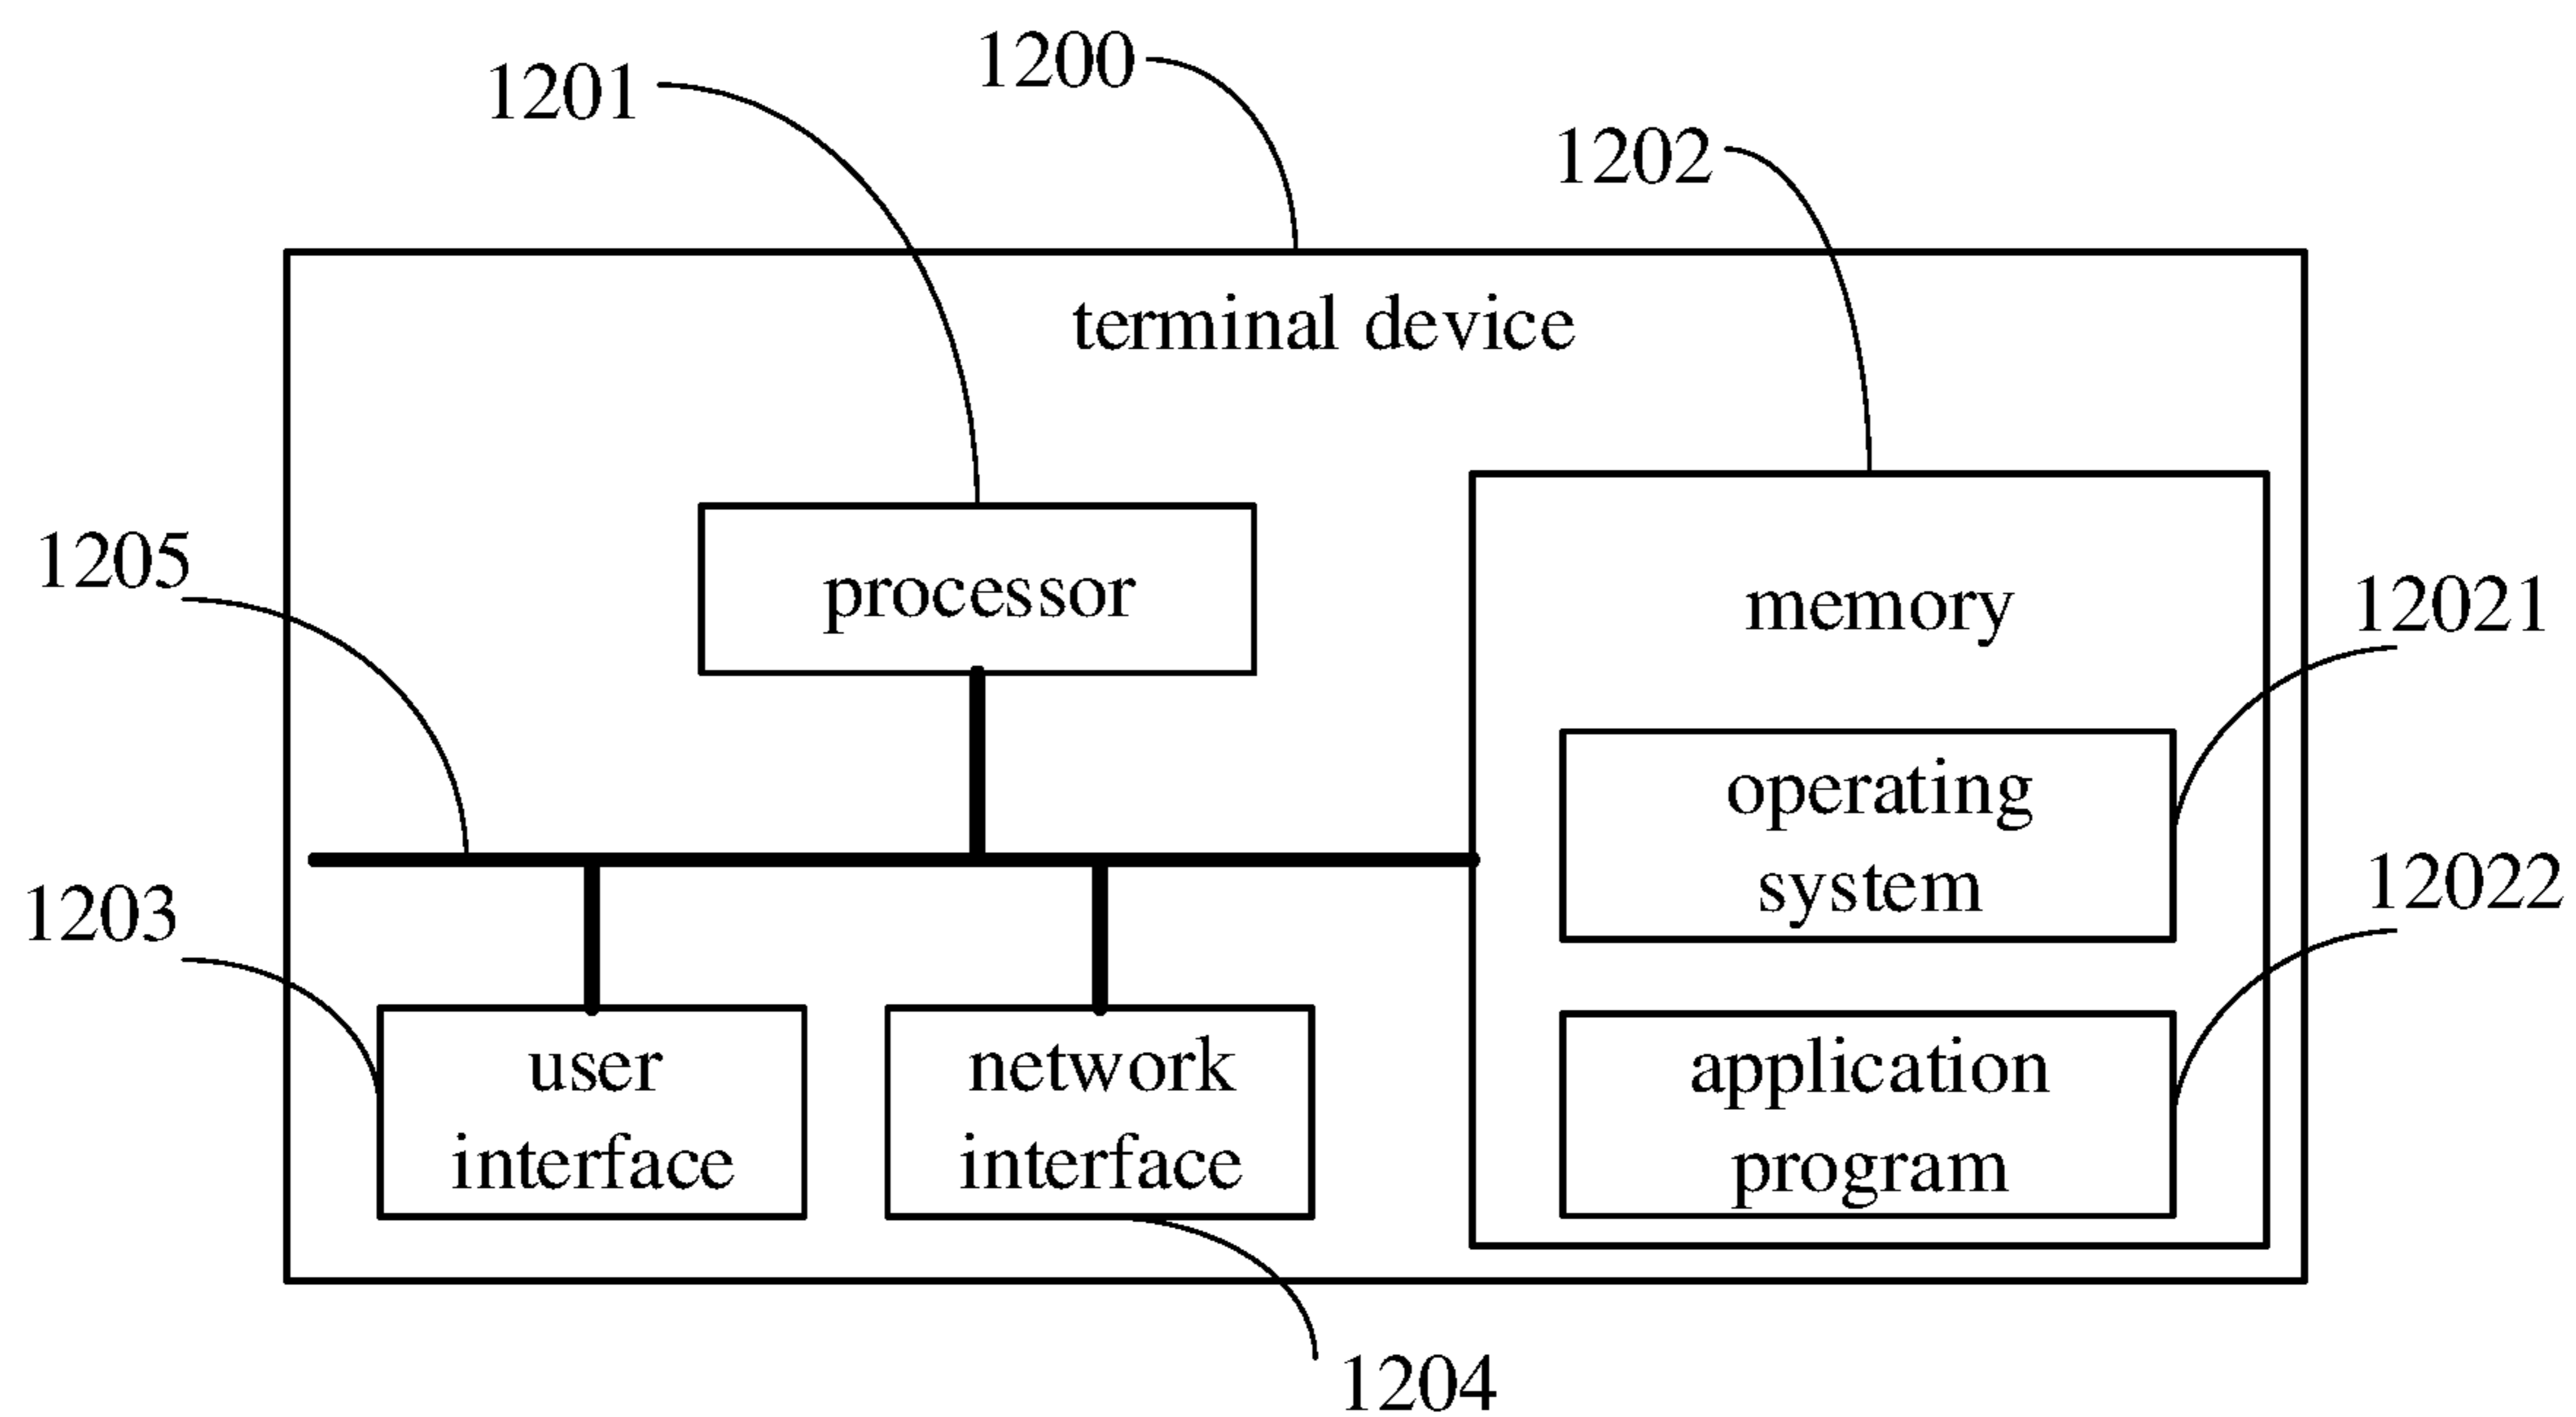 1200
1201
1202
terminal device
1205
processor
memory
12021
operating
system
1203
12022
user
interface
network
interface
application
program
1204